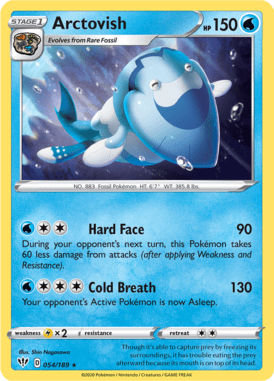 STAGE 1
Arctovish
HP 150
Evolves from Rare Fossil
NO. 883 Fossil Pokémon HT: 6'7" WT: 385.8 lbs.
Hard Face 90
During your opponent's next turn, this Pokémon takes
60 less damage from attacks (after applying Weakness and
Resistance).
Cold Breath 130
Your opponent's Active Pokémon is now Asleep.
weakness ×2 resistance retreat
Illus. Shin Nagasawa
D 054/189 ★
Though it's able to capture prey by freezing its
surroundings, it has trouble eating the prey
afterward because its mouth is on top of its head.
©2020 Pokémon / Nintendo / Creatures / GAME FREAK